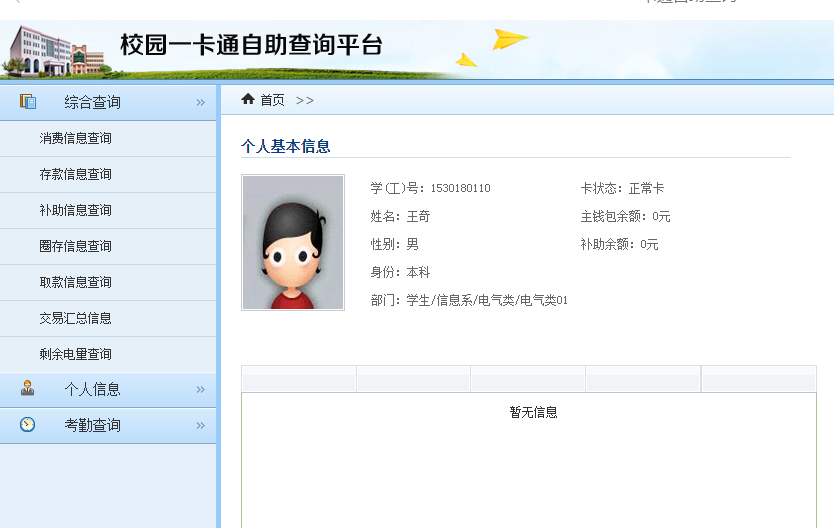 校园一卡通自助查询平台
综合查询 »
消费信息查询
存款信息查询
补助信息查询
圈存信息查询
取款信息查询
交易汇总信息
剩余电量查询
个人信息 »
考勤查询 »
首页 >>
个人基本信息
学(工)号：1530180110 卡状态：正常卡
姓名：王奇 主钱包余额：0元
性别：男 补助余额：0元
身份：本科
部门：学生/信息系/电气类/电气类01
暂无信息